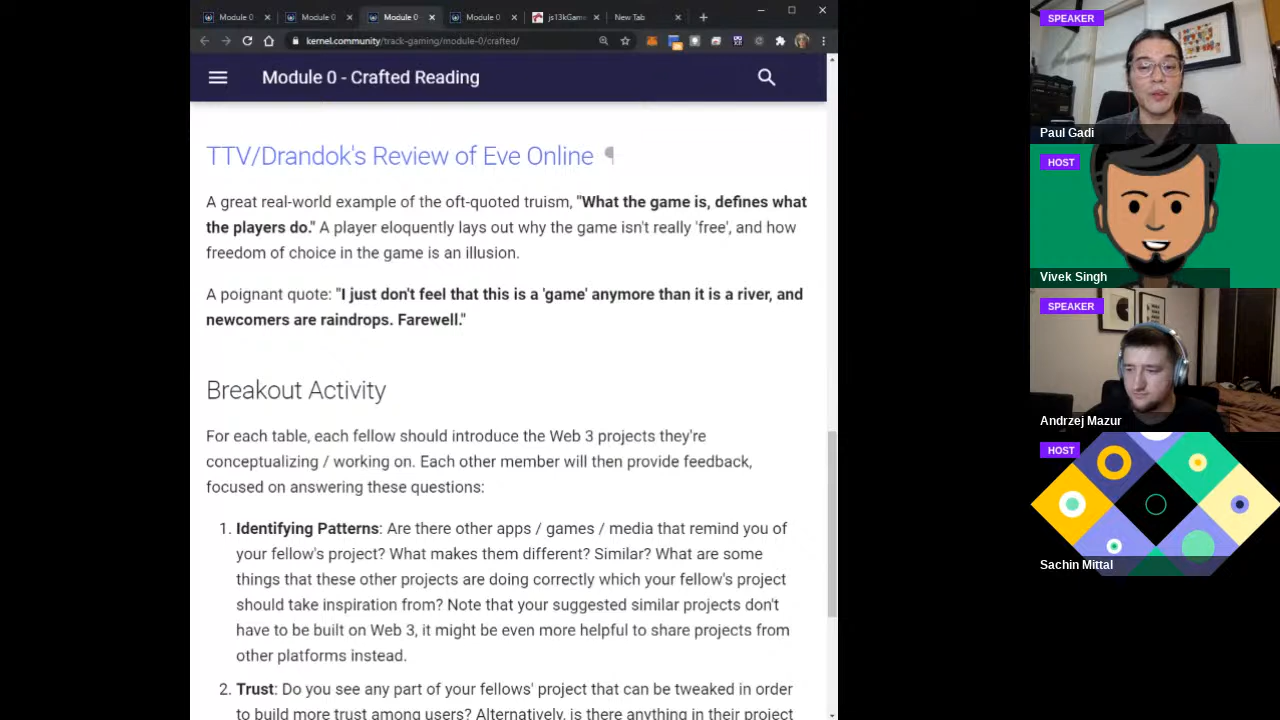 Module 0
Module 0
Module 0
Module 0
js13kGam
New Tab
kernel.community/track-gaming/module-0/crafted/
Module 0 - Crafted Reading
TTV/Drandok's Review of Eve Online ¶
A great real-world example of the oft-quoted truism, "What the game is, defines what
the players do." A player eloquently lays out why the game isn't really 'free', and how
freedom of choice in the game is an illusion.
A poignant quote: "I just don't feel that this is a 'game' anymore than it is a river, and
newcomers are raindrops. Farewell."
Breakout Activity
For each table, each fellow should introduce the Web 3 projects they're
conceptualizing / working on. Each other member will then provide feedback,
focused on answering these questions:
1. Identifying Patterns: Are there other apps / games / media that remind you of
your fellow's project? What makes them different? Similar? What are some
things that these other projects are doing correctly which your fellow's project
should take inspiration from? Note that your suggested similar projects don't
have to be built on Web 3, it might be even more helpful to share projects from
other platforms instead.
2. Trust: Do you see any part of your fellows' project that can be tweaked in order
to build more trust among users? Alternatively, is there anything in their project
SPEAKER
Paul Gadi
HOST
Vivek Singh
SPEAKER
Andrzej Mazur
HOST
Sachin Mittal